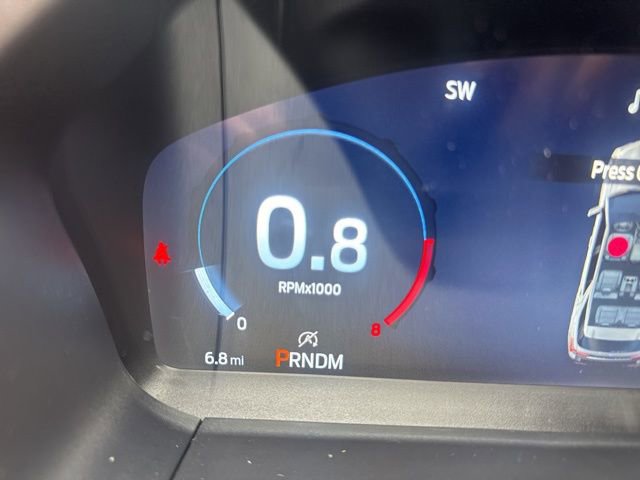 SW
Press
0.8
RPMx1000
0
8
6.8 mi
PRNDM